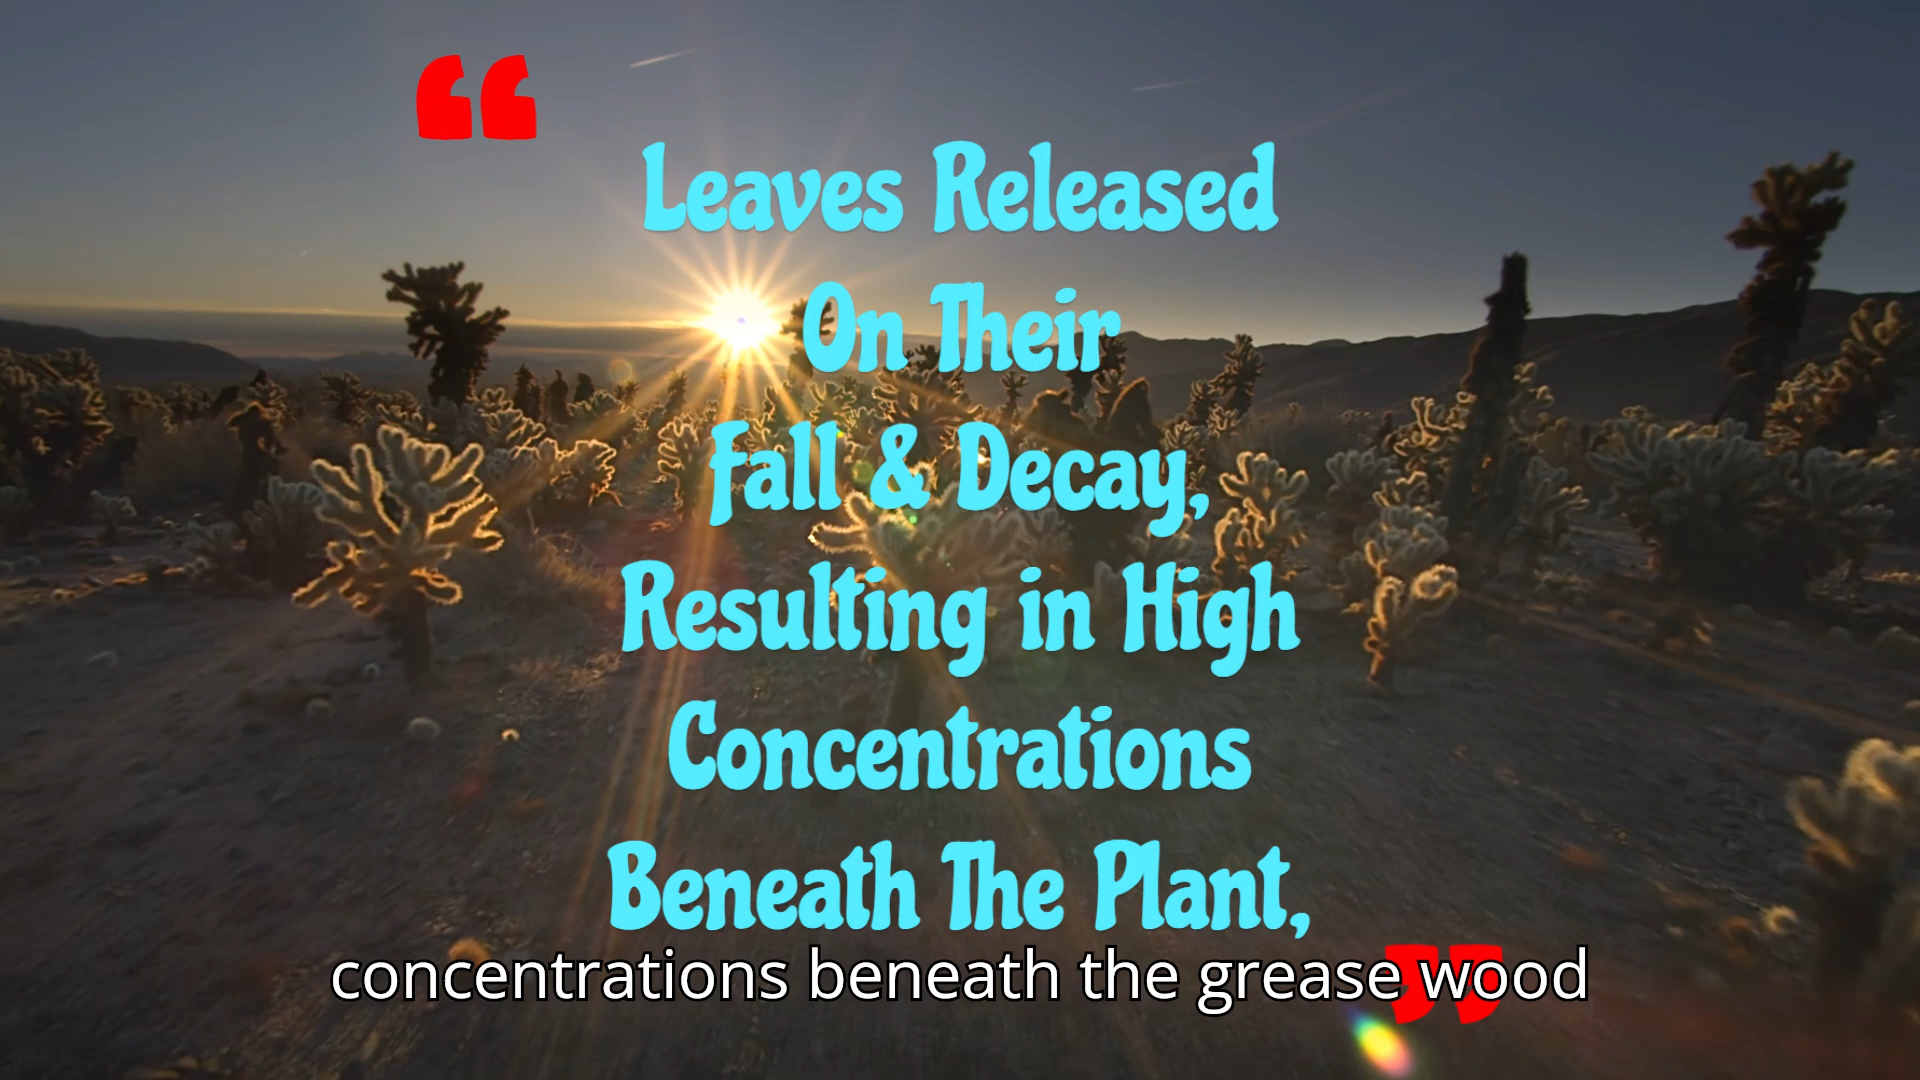 “
Leaves Released
On Their
Fall & Decay,
Resulting in High
Concentrations
Beneath The Plant,
concentrations beneath the grease wood
”